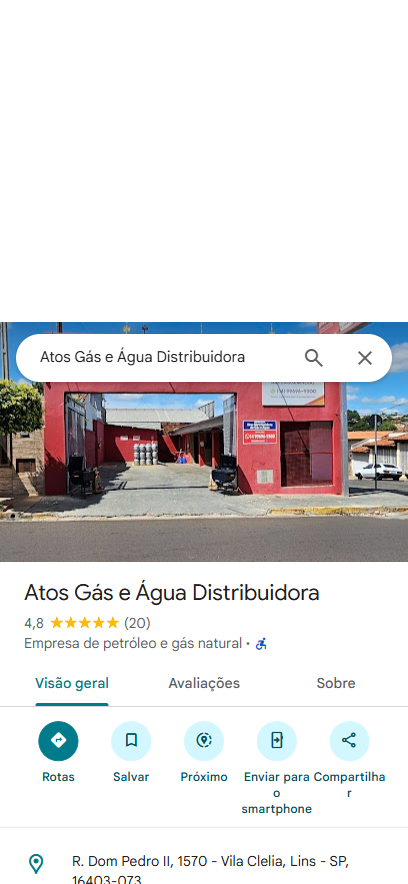 Atos Gás e Água Distribuidora
Atos Gás e Água Distribuidora
4,8 (20)
Empresa de petróleo e gás natural ·
Visão geral
Avaliações
Sobre
Rotas
Salvar
Próximo
Enviar para o smartphone
Compartilhar
R. Dom Pedro II, 1570 - Vila Clelia, Lins - SP,
16403-073